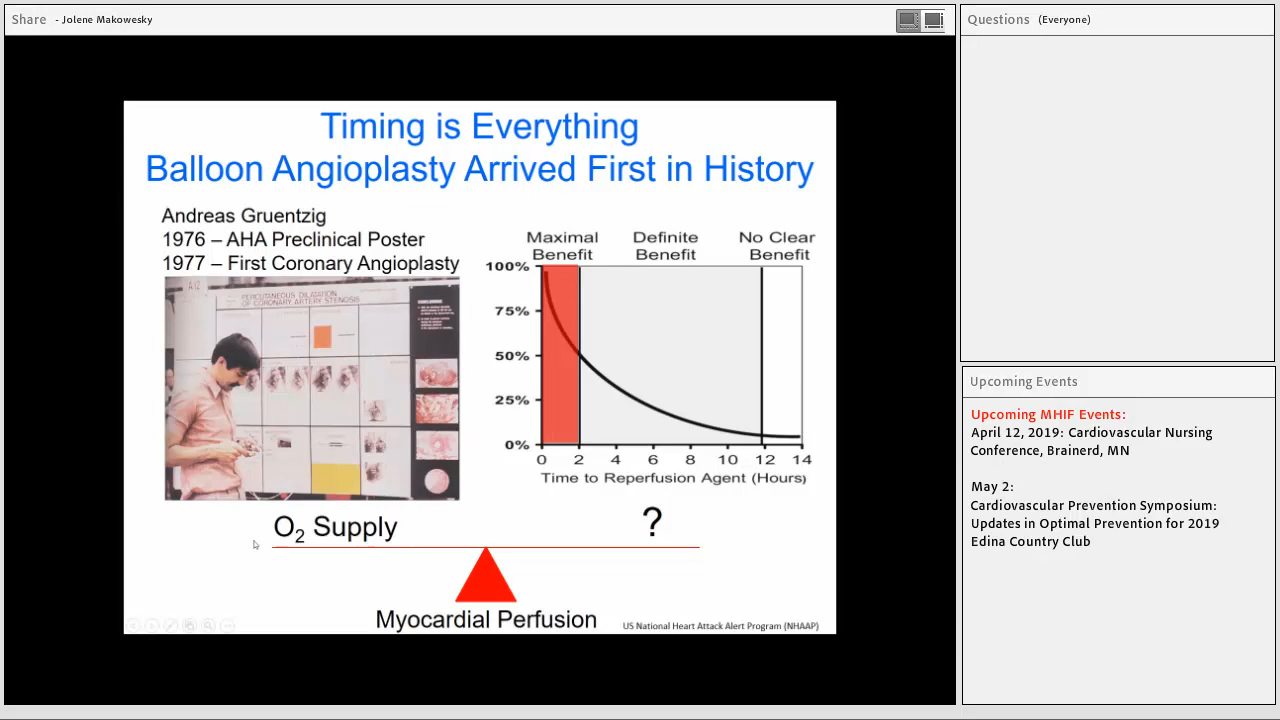 Share - Jolene Makowesky
Timing is Everything
Balloon Angioplasty Arrived First in History
Andreas Gruentzig
1976 – AHA Preclinical Poster
1977 – First Coronary Angioplasty
A12
PERCUTANEOUS DILATATION
OF CORONARY ARTERY STENOSIS
Maximal Benefit
Definite Benefit
No Clear Benefit
100%
75%
50%
25%
0%
0 2 4 6 8 10 12 14
Time to Reperfusion Agent (Hours)
O2 Supply
?
Myocardial Perfusion
US National Heart Attack Alert Program (NHAAP)
Questions (Everyone)
Upcoming Events
Upcoming MHIF Events:
April 12, 2019: Cardiovascular Nursing
Conference, Brainerd, MN
May 2:
Cardiovascular Prevention Symposium:
Updates in Optimal Prevention for 2019
Edina Country Club